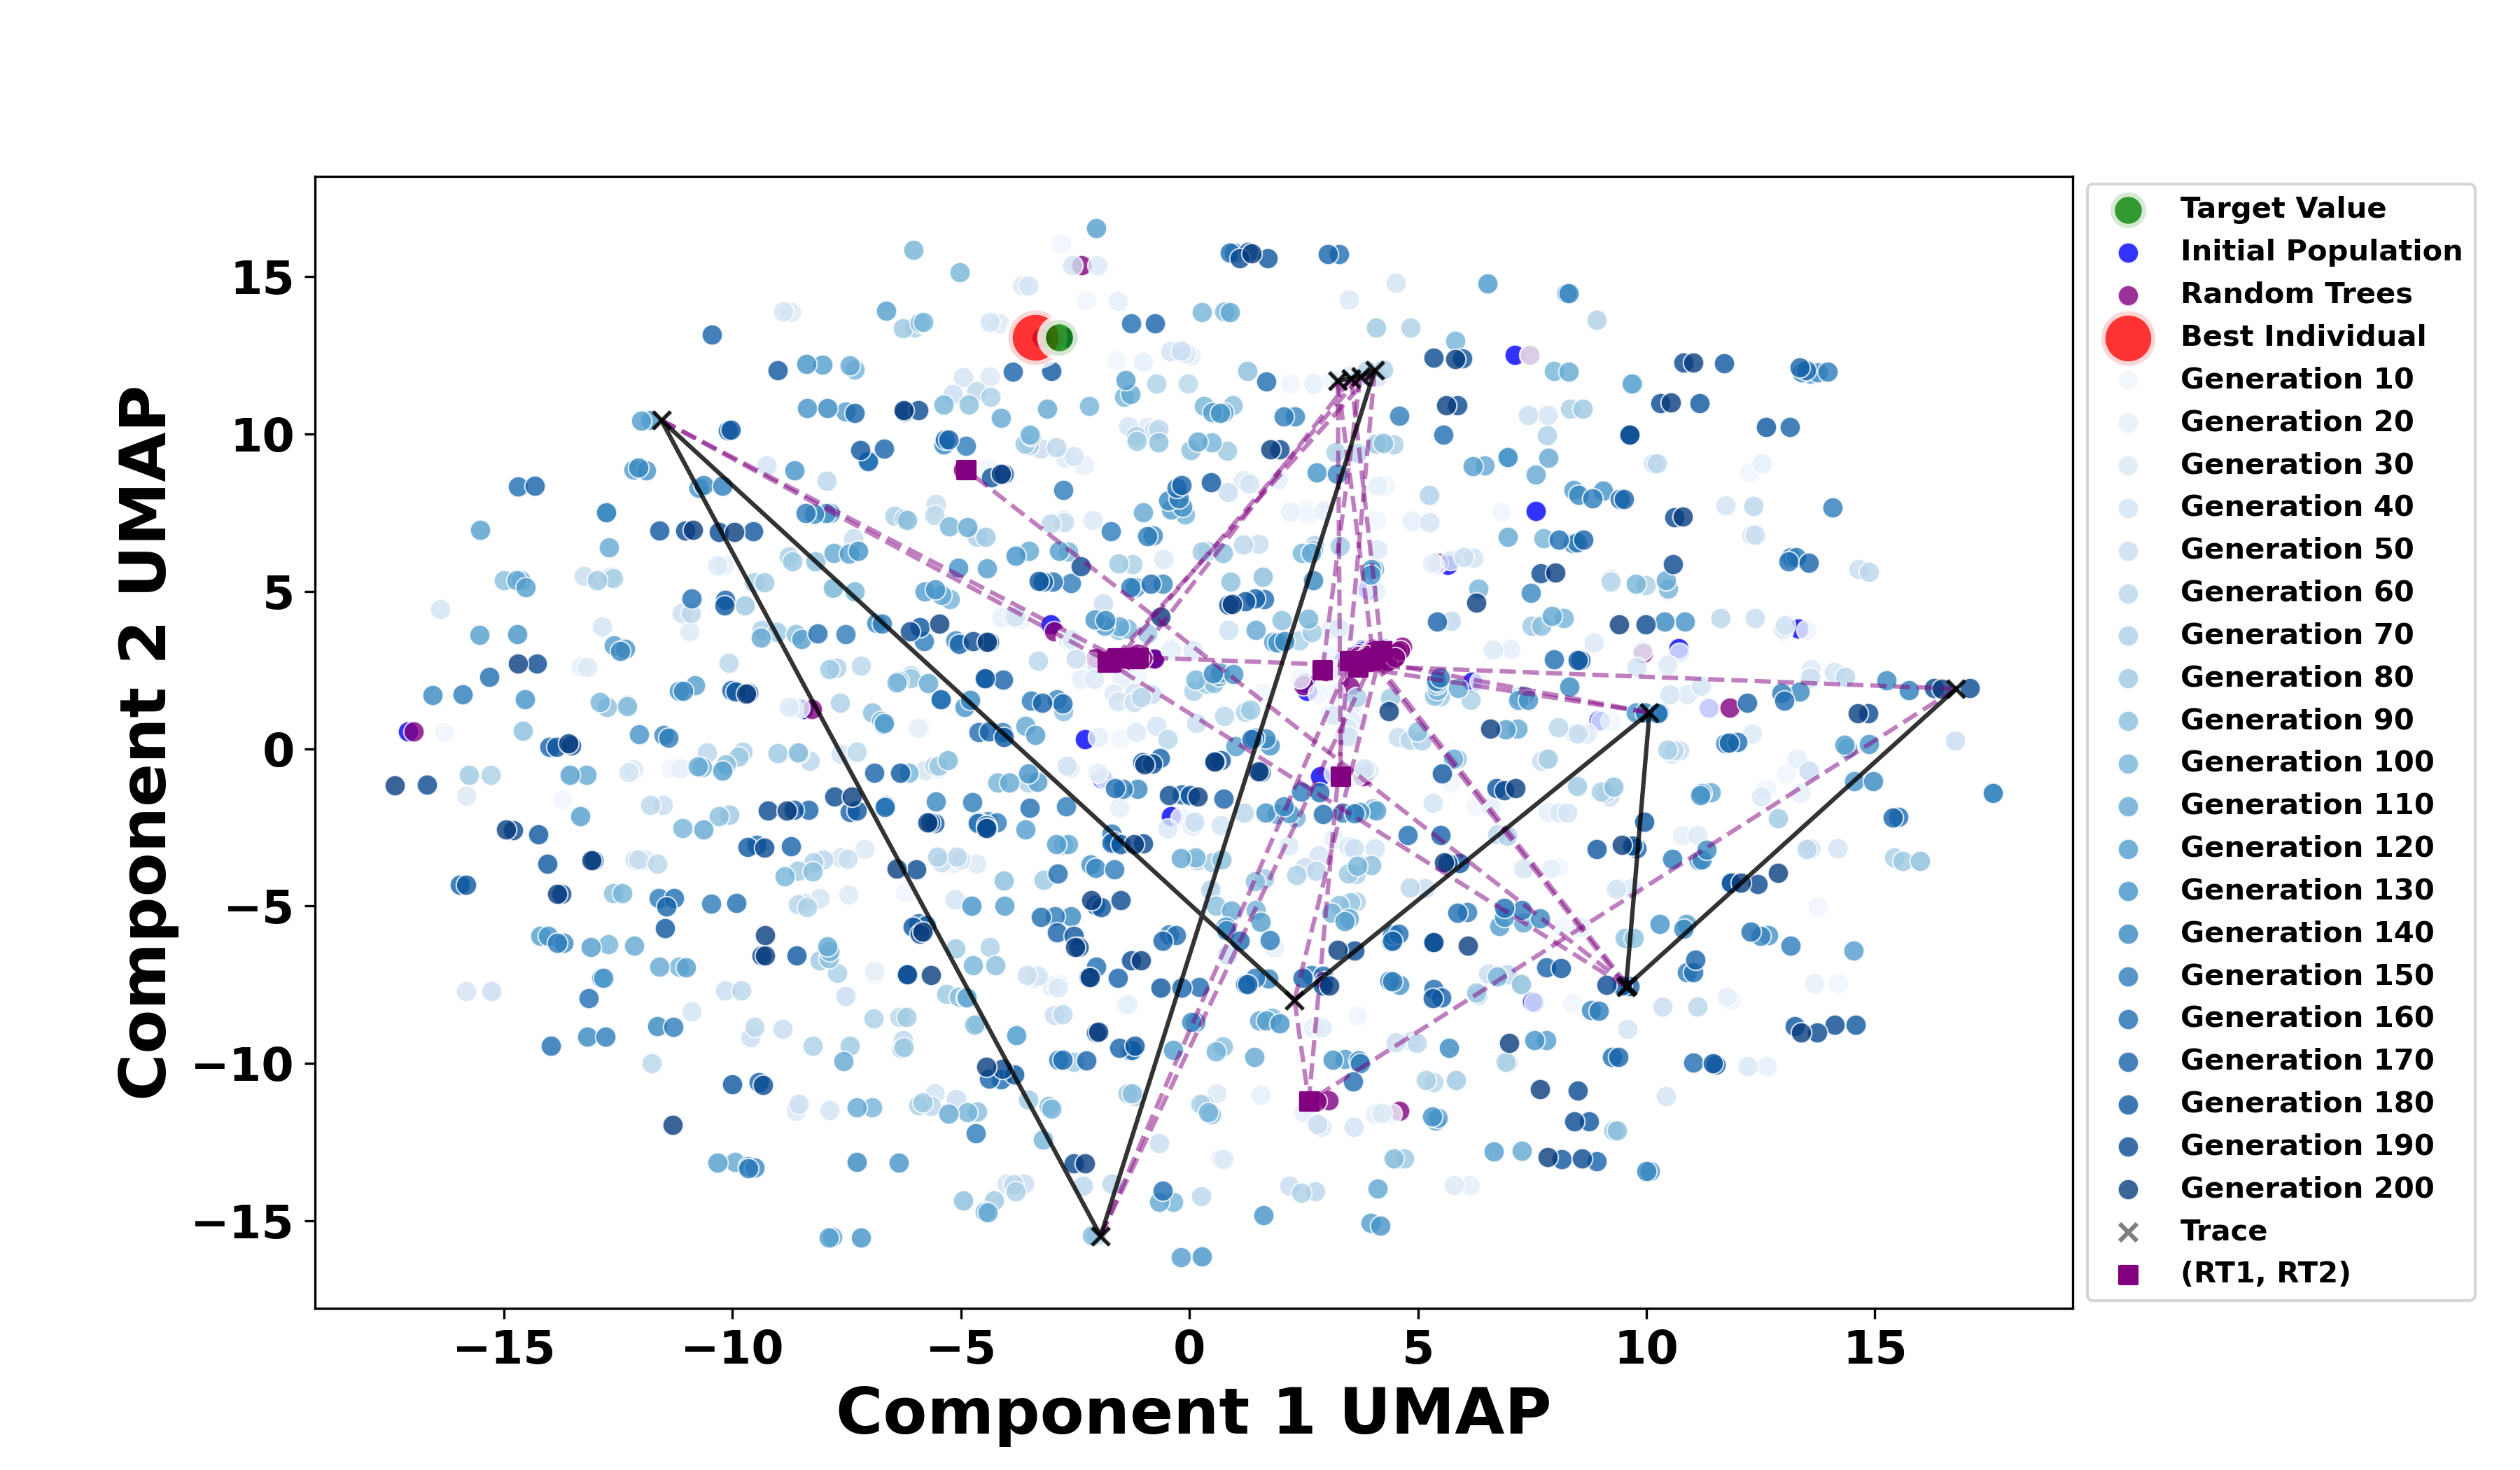 Component 2 UMAP
15
10
5
0
−5
−10
−15
−15
−10
−5
0
5
10
15
Component 1 UMAP
Target Value
Initial Population
Random Trees
Best Individual
Generation 10
Generation 20
Generation 30
Generation 40
Generation 50
Generation 60
Generation 70
Generation 80
Generation 90
Generation 100
Generation 110
Generation 120
Generation 130
Generation 140
Generation 150
Generation 160
Generation 170
Generation 180
Generation 190
Generation 200
Trace
(RT1, RT2)